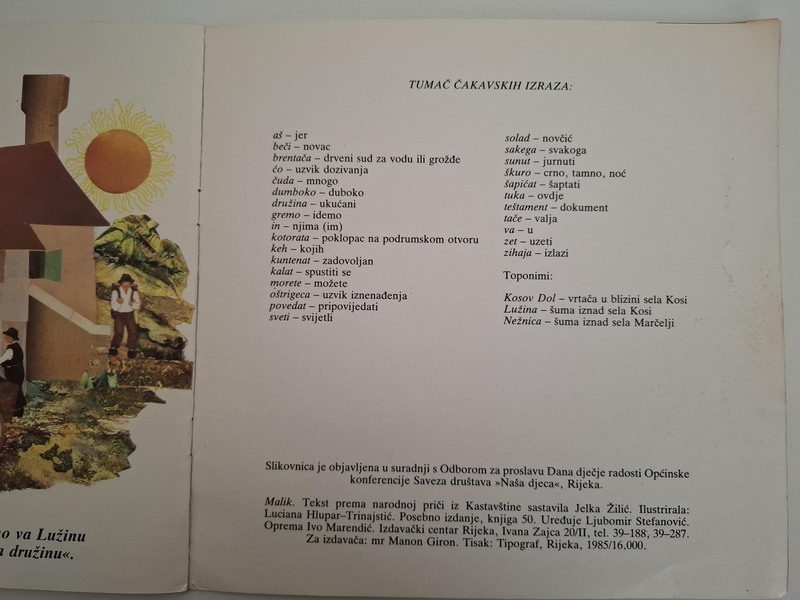 o va Lužinu
a družinu«.
TUMAČ ČAKAVSKIH IZRAZA:
aš – jer
beči – novac
brentača – drveni sud za vodu ili grožđe
ćo – uzvik dozivanja
čuda – mnogo
dumboko – duboko
družina – ukućani
gremo – idemo
in – njima (im)
kotorata – poklopac na podrumskom otvoru
keh – kojih
kuntenat – zadovoljan
kalat – spustiti se
morete – možete
oštrigeca – uzvik iznenađenja
povedat – pripovijedati
sveti – svijetli
solad – novčić
sakega – svakoga
sunut – jurnuti
škuro – crno, tamno, noć
šapićat – šaptati
tuka – ovdje
teštament – dokument
tače – valja
va – u
zet – uzeti
zihaja – izlazi
Toponimi:
Kosov Dol – vrtača u blizini sela Kosi
Lužina – šuma iznad sela Kosi
Nežnica – šuma iznad sela Marčelji
Slikovnica je objavljena u suradnji s Odborom za proslavu Dana dječje radosti Općinske
konferencije Saveza društava »Naša djeca«, Rijeka.
Malik. Tekst prema narodnoj priči iz Kastavštine sastavila Jelka Žilić. Ilustrirala:
Luciana Hlupar–Trinajstić. Posebno izdanje, knjiga 50. Uređuje Ljubomir Stefanović.
Oprema Ivo Marendić. Izdavački centar Rijeka, Ivana Zajca 20/II, tel. 39–188, 39–287.
Za izdavača: mr Manon Giron. Tisak: Tipograf, Rijeka, 1985/16.000.